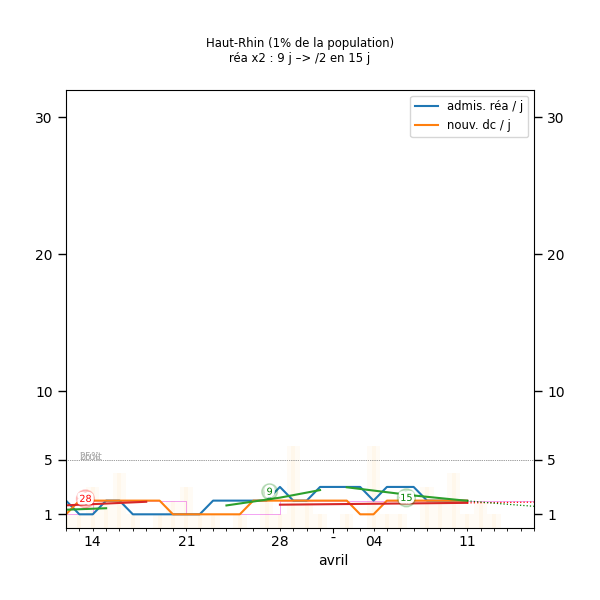 Haut-Rhin (1% de la population)
réa x2 : 9 j –> /2 en 15 j
admis. réa / j
nouv. dc / j
30 30
20 20
10 10
5 5
28 9 15
1 1
14 21 28 - 04 11
avril